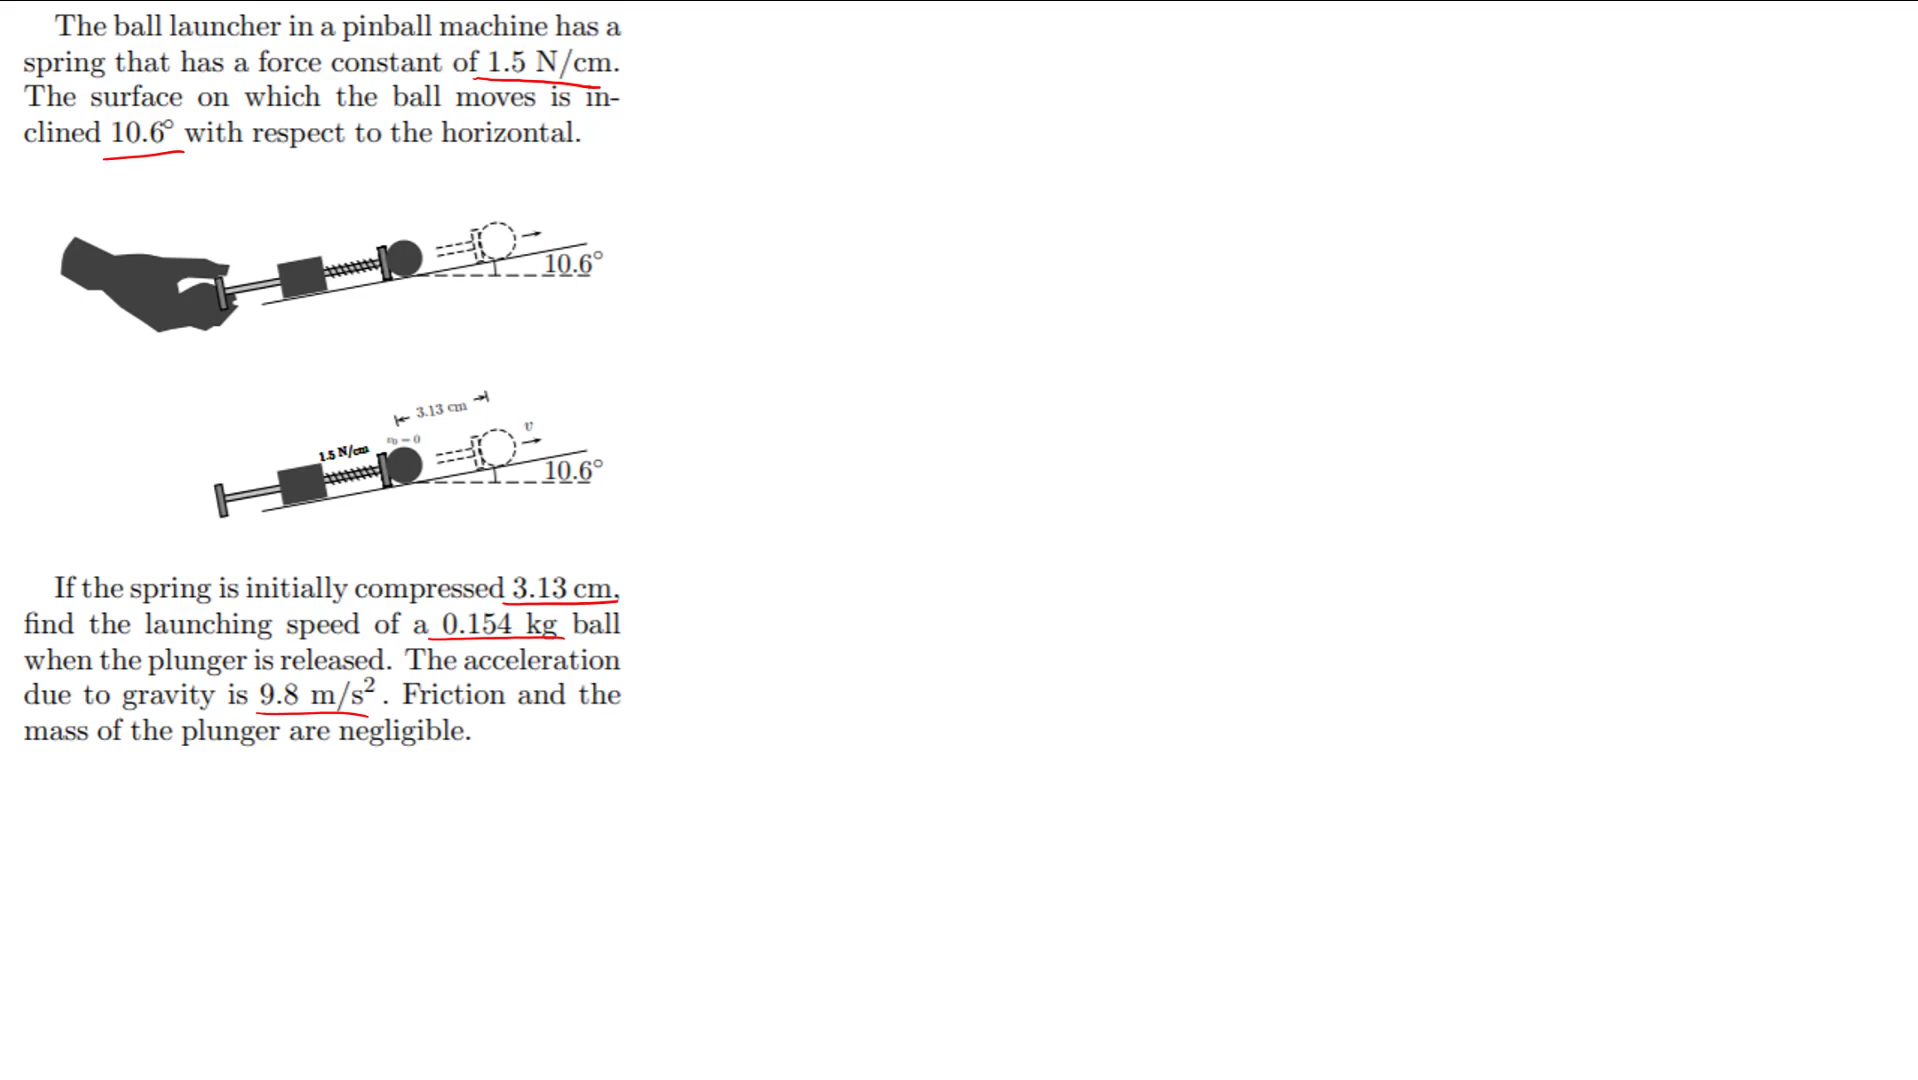 The ball launcher in a pinball machine has a
spring that has a force constant of 1.5 N/cm.
The surface on which the ball moves is in-
clined 10.6° with respect to the horizontal.
10.6°
3.13 cm
v
v₀ = 0
1.5 N/cm
10.6°
If the spring is initially compressed 3.13 cm,
find the launching speed of a 0.154 kg ball
when the plunger is released. The acceleration
due to gravity is 9.8 m/s². Friction and the
mass of the plunger are negligible.